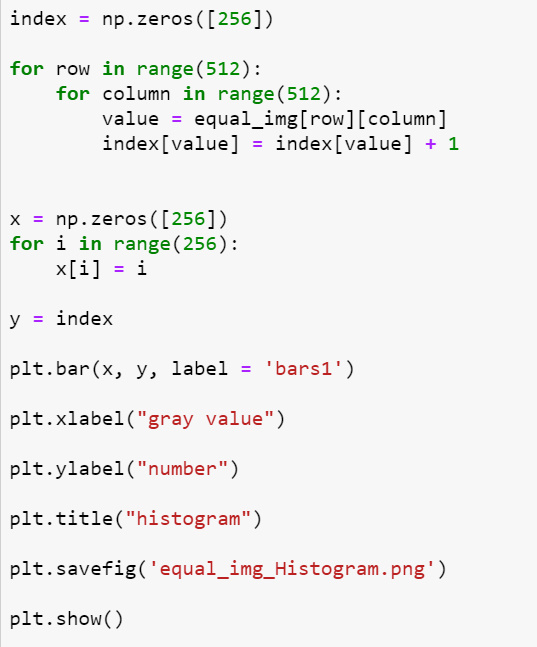 index = np.zeros([256])
for row in range(512):
    for column in range(512):
        value = equal_img[row][column]
        index[value] = index[value] + 1
x = np.zeros([256])
for i in range(256):
    x[i] = i
y = index
plt.bar(x, y, label = 'bars1')
plt.xlabel("gray value")
plt.ylabel("number")
plt.title("histogram")
plt.savefig('equal_img_Histogram.png')
plt.show()